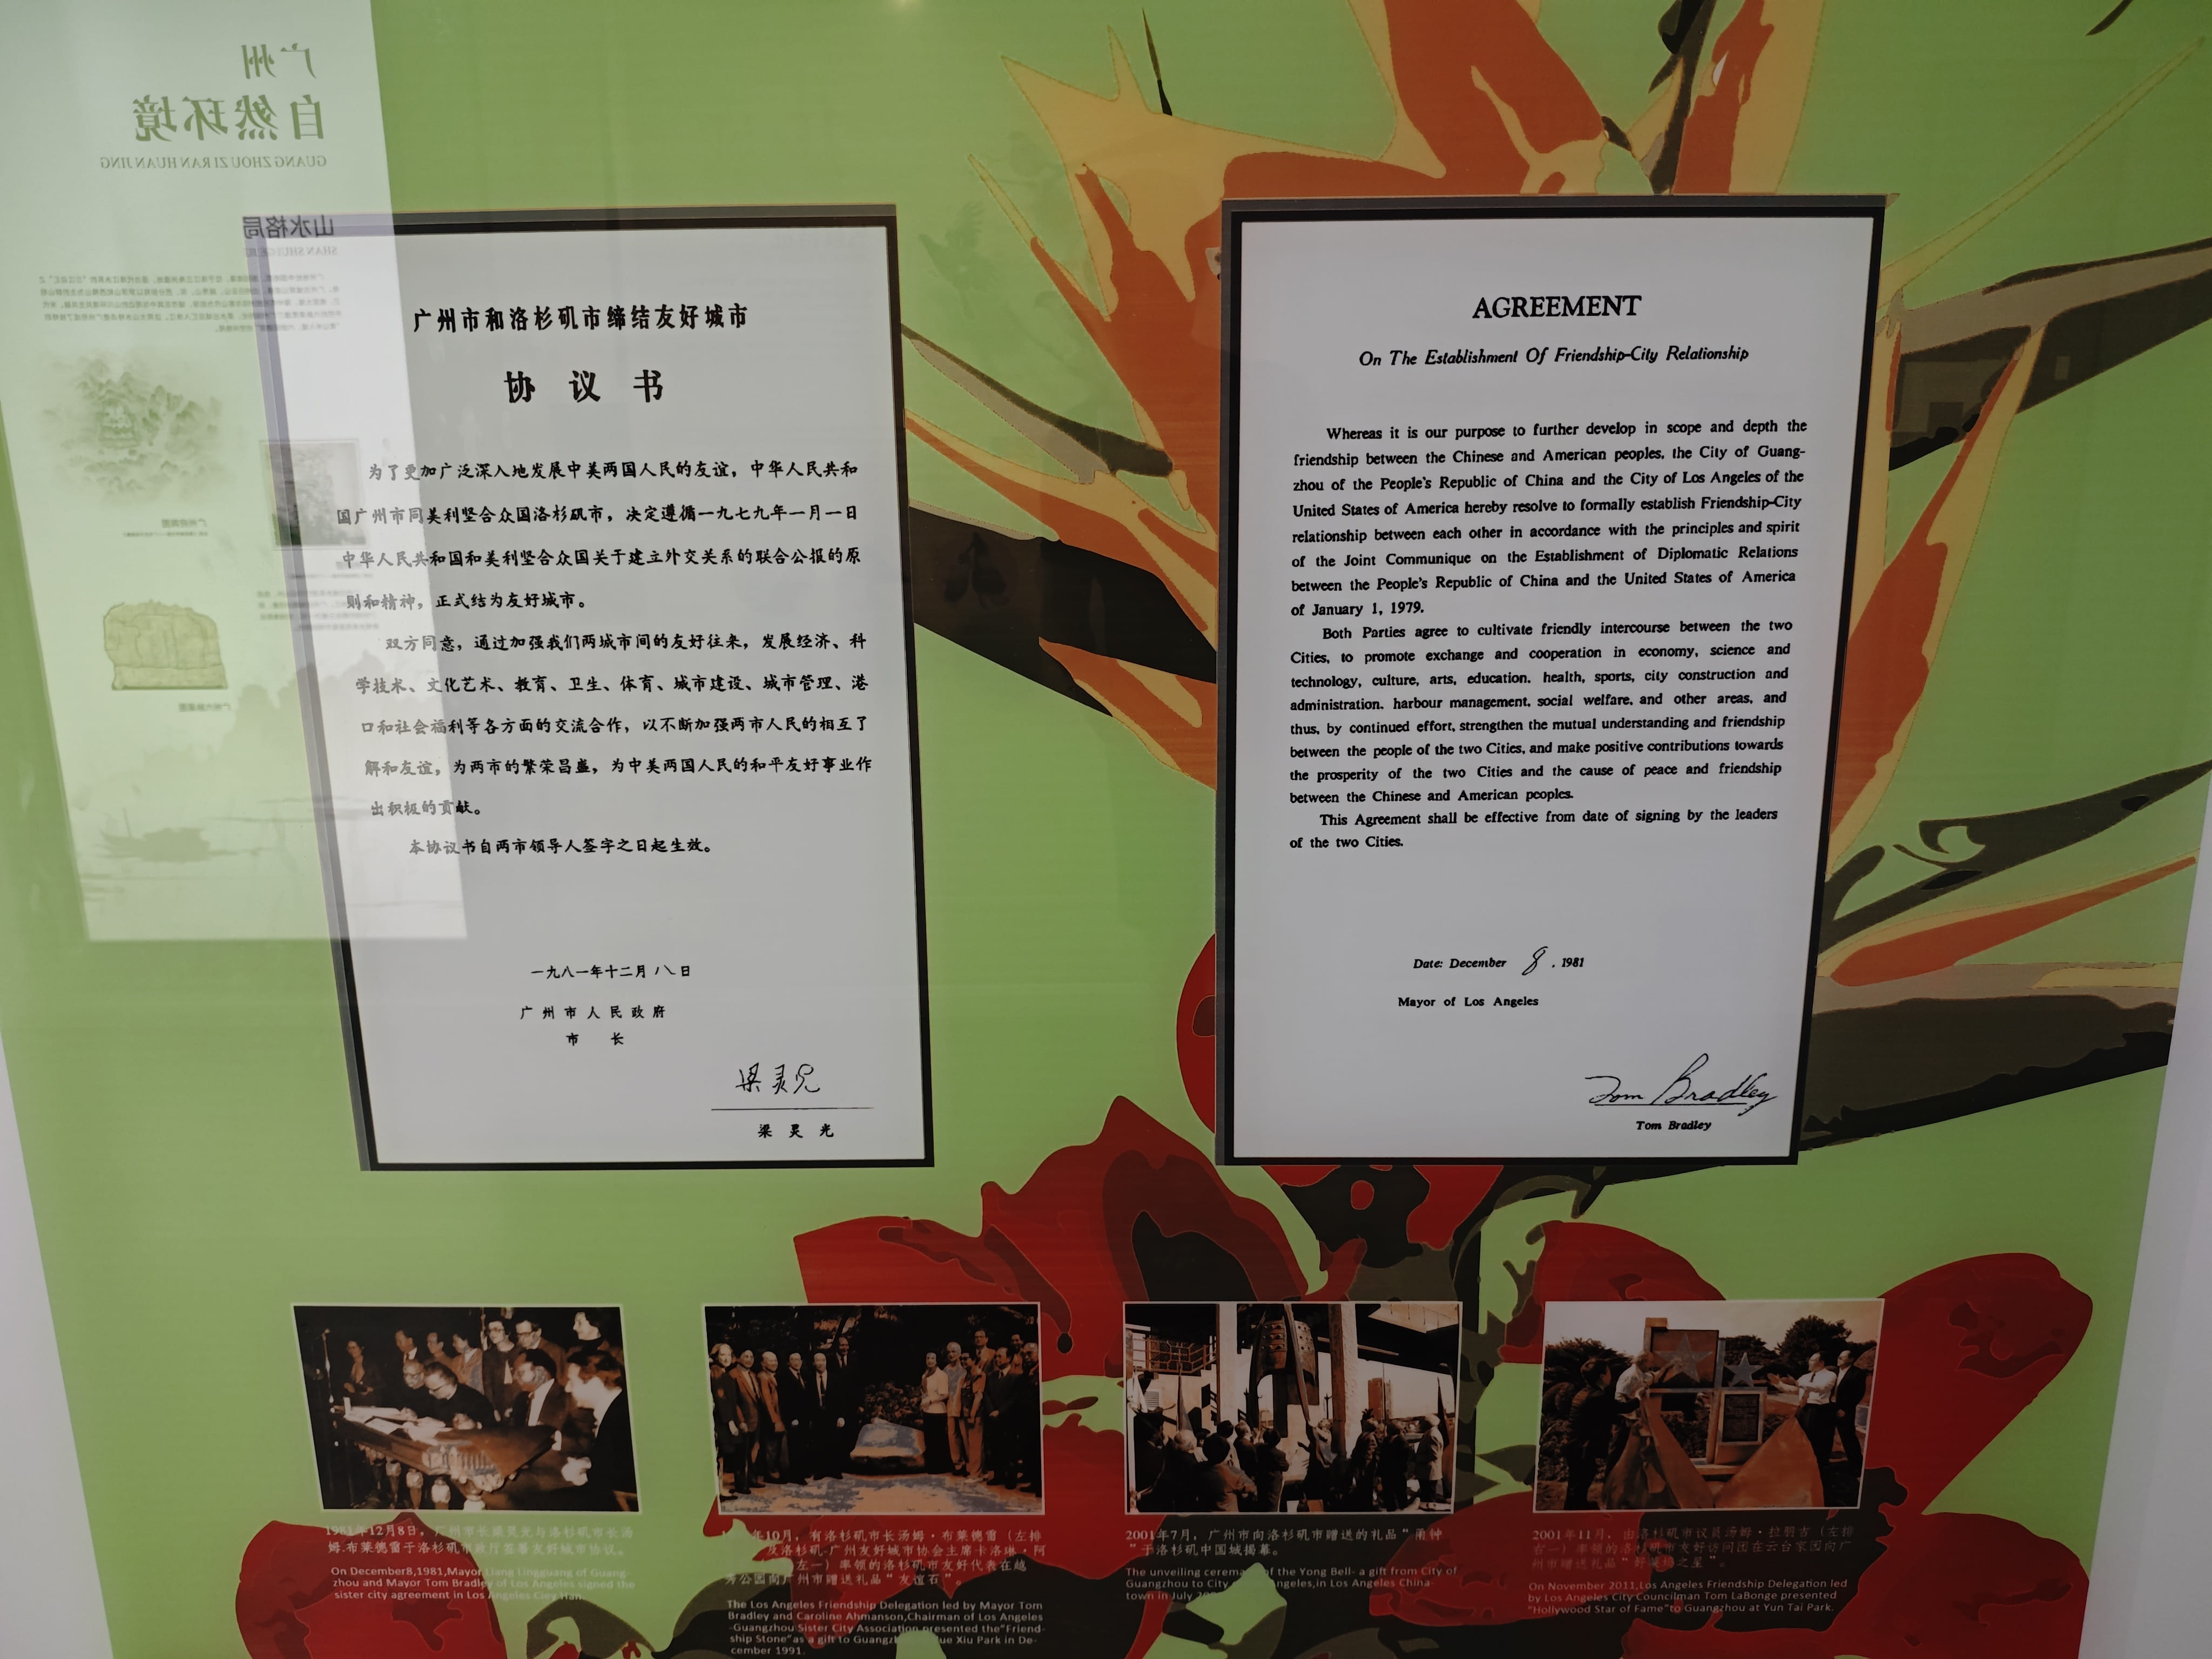 广州
自然环境
GUANG ZHOU ZI RAN HUAN JING
山水格局
广州市和洛杉矶市缔结友好城市
协议书
为了更加广泛深入地发展中美两国人民的友谊，中华人民共和
国广州市同美利坚合众国洛杉矶市，决定遵循一九七九年一月一日
中华人民共和国和美利坚合众国关于建立外交关系的联合公报的原
则和精神，正式结为友好城市。
双方同意，通过加强我们两城市间的友好往来，发展经济、科
学技术、文化艺术、教育、卫生、体育、城市建设、城市管理、港
口和社会福利等各方面的交流合作，以不断加强两市人民的相互了
解和友谊，为两市的繁荣昌盛，为中美两国人民的和平友好事业作
出积极的贡献。
本协议书自两市领导人签字之日起生效。
一九八一年十二月八日
广州市人民政府
市长
梁灵光
梁灵光
AGREEMENT
On The Establishment Of Friendship-City Relationship
Whereas it is our purpose to further develop in scope and depth the
friendship between the Chinese and American peoples, the City of Guang-
zhou of the People's Republic of China and the City of Los Angeles of the
United States of America hereby resolve to formally establish Friendship-City
relationship between each other in accordance with the principles and spirit
of the Joint Communique on the Establishment of Diplomatic Relations
between the People's Republic of China and the United States of America
of January 1, 1979.
Both Parties agree to cultivate friendly intercourse between the two
Cities, to promote exchange and cooperation in economy, science and
technology, culture, arts, education. health, sports, city construction and
administration. harbour management, social welfare, and other areas, and
thus, by continued effort, strengthen the mutual understanding and friendship
between the people of the two Cities, and make positive contributions towards
the prosperity of the two Cities and the cause of peace and friendship
between the Chinese and American peoples.
This Agreement shall be effective from date of signing by the leaders
of the two Cities.
Date: December 8, 1981
Mayor of Los Angeles
Tom Bradley
Tom Bradley
1981年12月8日，广州市长梁灵光与洛杉矶市长汤
姆.布莱德雷于洛杉矶市政厅签署友好城市协议。
On December8,1981,Mayor Liang Lingguang of Guang-
zhou and Mayor Tom Bradley of Los Angeles signed the
sister city agreement in Los Angeles City Han.
年10月，有洛杉矶市长汤姆·布莱德雷（左排
及洛杉矶-广州友好城市协会主席卡洛琳·阿
左一）率领的洛杉矶市友好代表在越
秀公园向广州市赠送礼品“友谊石”。
The Los Angeles Friendship Delegation led by Mayor Tom
Bradley and Caroline Ahmanson,Chairman of Los Angeles
-Guangzhou Sister City Association presented the"Friend-
ship Stone"as a gift to Xiu Park in De-
cember 1991.
2001年7月，广州市向洛杉矶市赠送的礼品“甬钟
”于洛杉矶中国城揭幕。
The unveiling of the Yong Bell- a gift from City of
Guangzhou to City Angeles,in Los Angeles China-
town in July
2001年11月，由洛杉矶市议员汤姆·拉朋吉（左排
右一）率领的洛杉矶市友好访问团在云台家园向广
州市赠送礼品“好莱坞之星”。
On November 2011,Los Angeles Friendship Delegation led
by Los Angeles City Councilman Tom LaBonge presented
"Hollywood Star of Fame"to Guangzhou at Yun Tai Park.